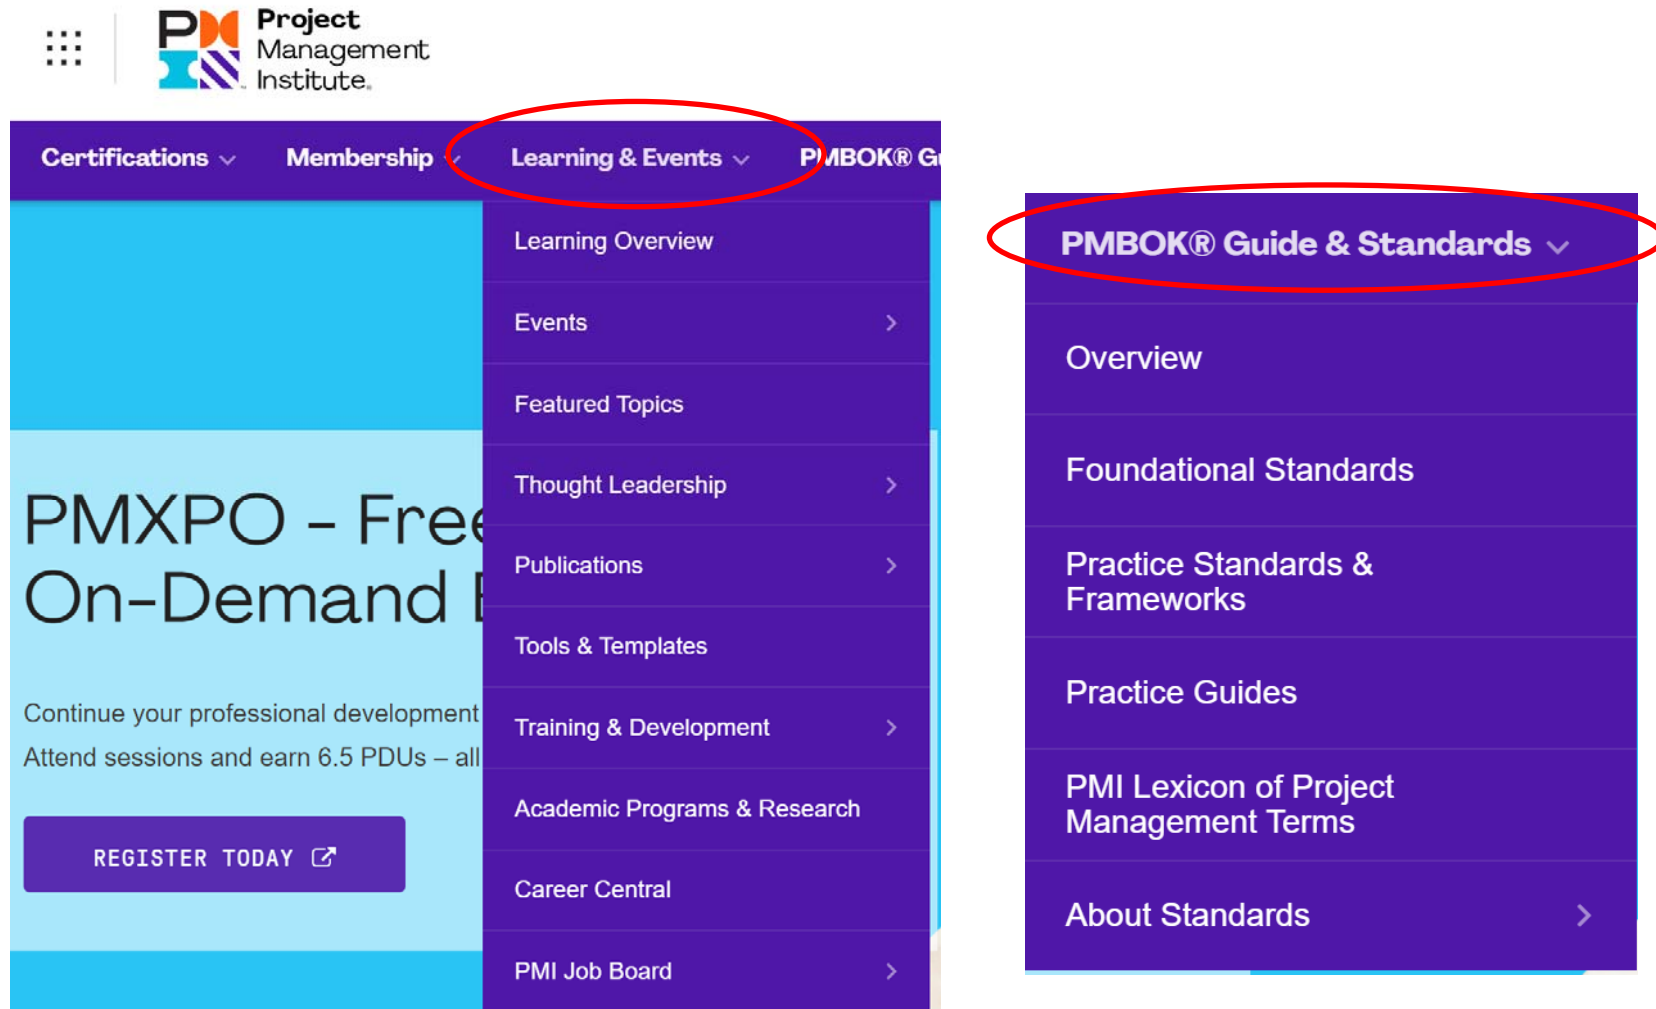 Project
Management
Institute.
Certifications
Membership
Learning & Events
PMBOK® G
Learning Overview
Events
Featured Topics
Thought Leadership
Publications
Tools & Templates
Training & Development
Academic Programs & Research
Career Central
PMI Job Board
PMXPO - Free
On-Demand
Continue your professional development
Attend sessions and earn 6.5 PDUs – all
REGISTER TODAY
PMBOK® Guide & Standards
Overview
Foundational Standards
Practice Standards &
Frameworks
Practice Guides
PMI Lexicon of Project
Management Terms
About Standards